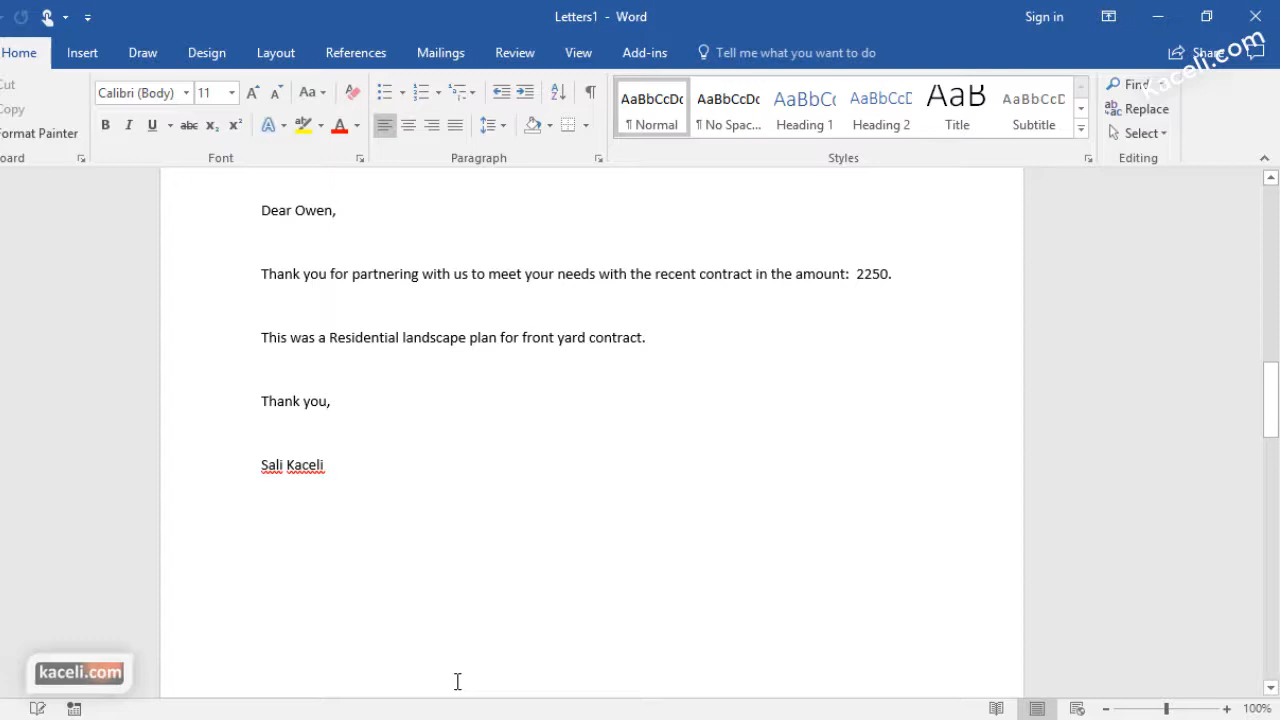 Letters1 - Word
Sign in
Home Insert Draw Design Layout References Mailings Review View Add-ins Tell me what you want to do Share
kaceli.com
Cut
Copy
Format Painter
Calibri (Body) 11
AaBbCcDc AaBbCcDc AaBbCc AaBbCcD AaB AaBbCcD
¶ Normal ¶ No Spac... Heading 1 Heading 2 Title Subtitle
Find
Replace
Select
oard Font Paragraph Styles Editing
Dear Owen,
Thank you for partnering with us to meet your needs with the recent contract in the amount:  2250.
This was a Residential landscape plan for front yard contract.
Thank you,
Sali Kaceli
kaceli.com
100%